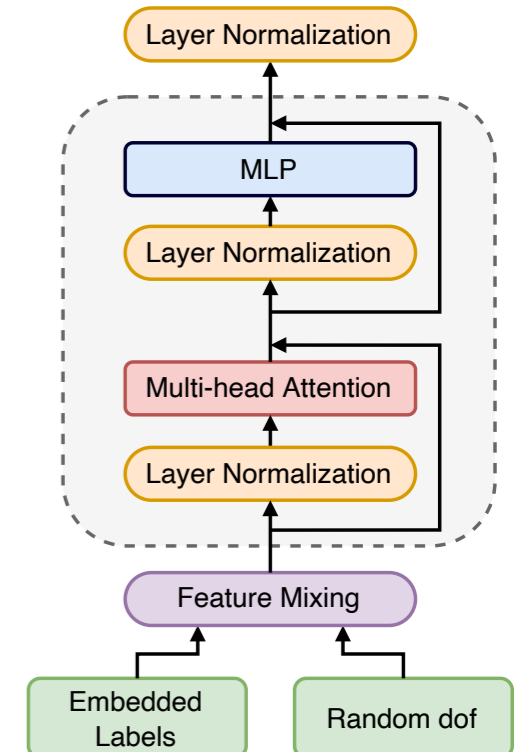 Layer Normalization
MLP
Layer Normalization
Multi-head Attention
Layer Normalization
Feature Mixing
Embedded
Labels
Random dof